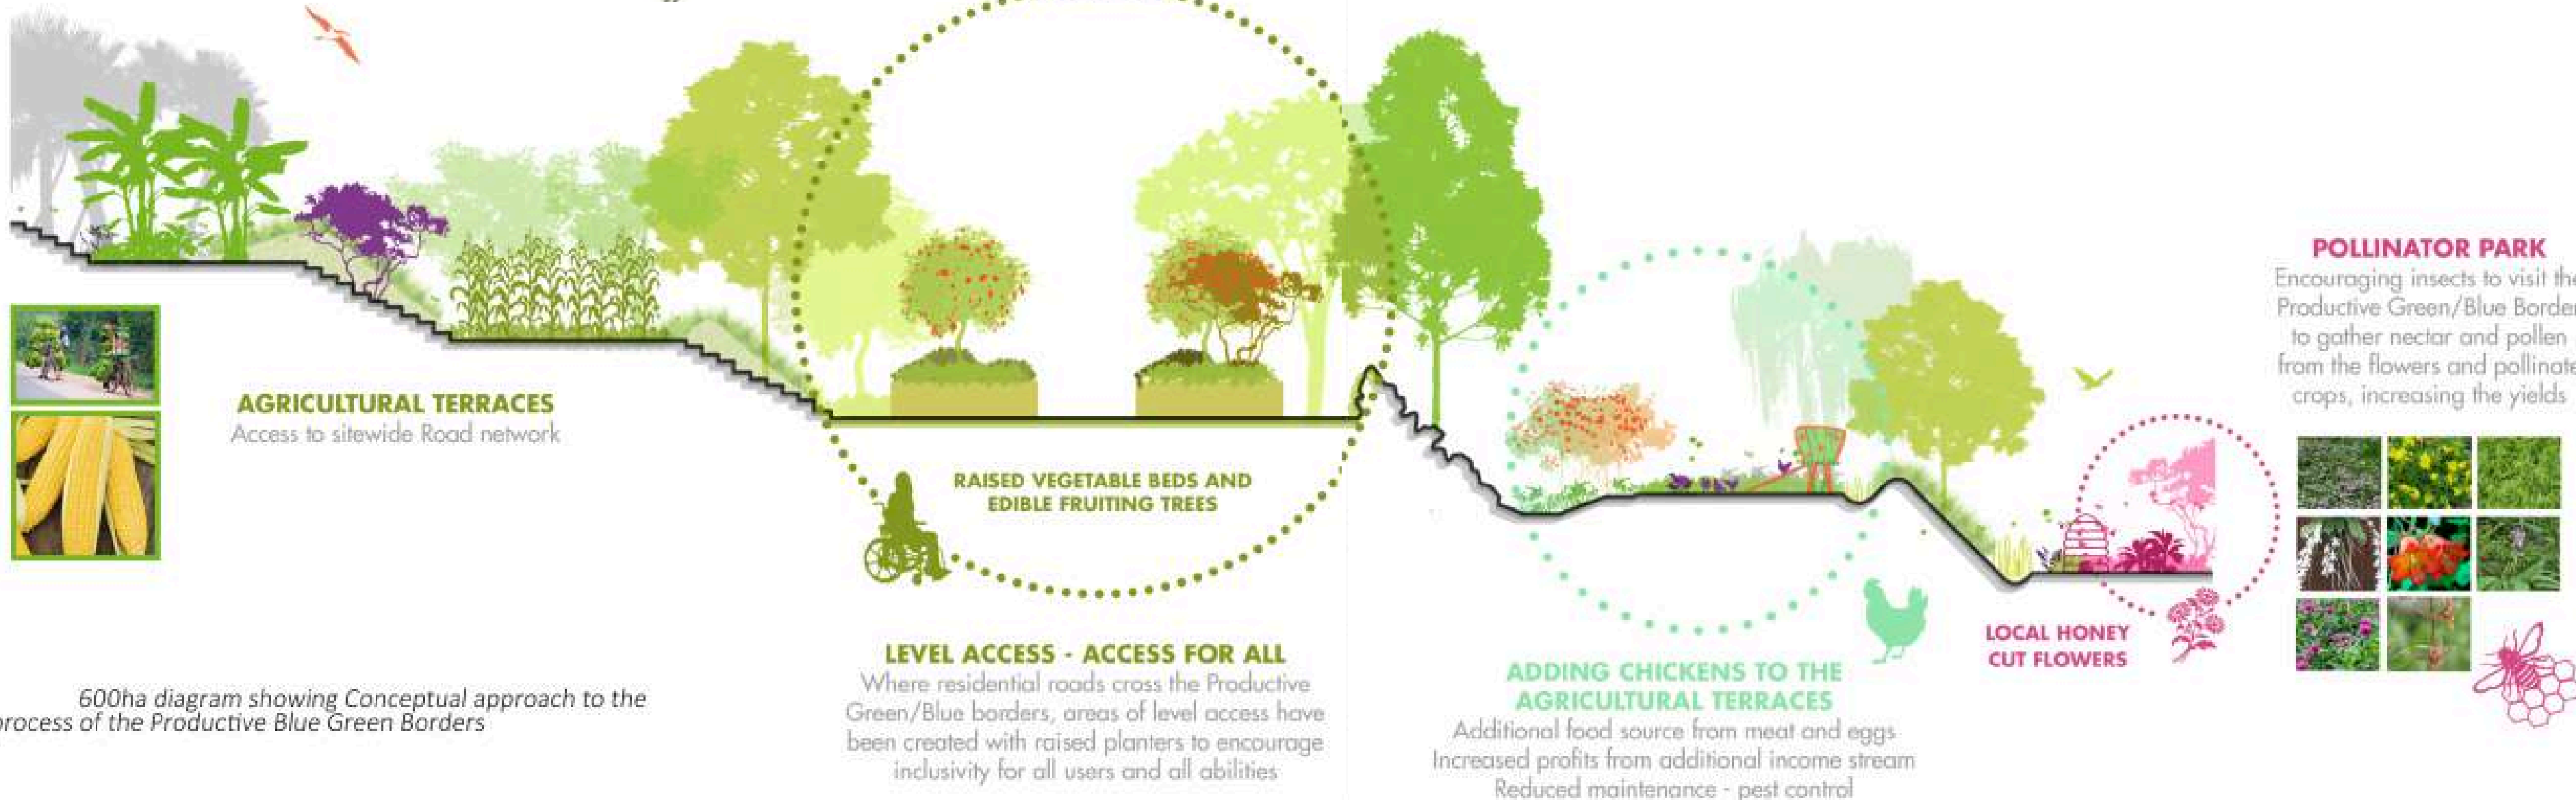 AGRICULTURAL TERRACES
Access to sitewide Road network
600ha diagram showing Conceptual approach to the
process of the Productive Blue Green Borders
RAISED VEGETABLE BEDS AND
EDIBLE FRUITING TREES
LEVEL ACCESS - ACCESS FOR ALL
Where residential roads cross the Productive
Green/Blue borders, areas of level access have
been created with raised planters to encourage
inclusivity for all users and all abilities
ADDING CHICKENS TO THE
AGRICULTURAL TERRACES
Additional food source from meat and eggs
Increased profits from additional income stream
Reduced maintenance - pest control
LOCAL HONEY
CUT FLOWERS
POLLINATOR PARK
Encouraging insects to visit the
Productive Green/Blue Border
to gather nectar and pollen
from the flowers and pollinate
crops, increasing the yields